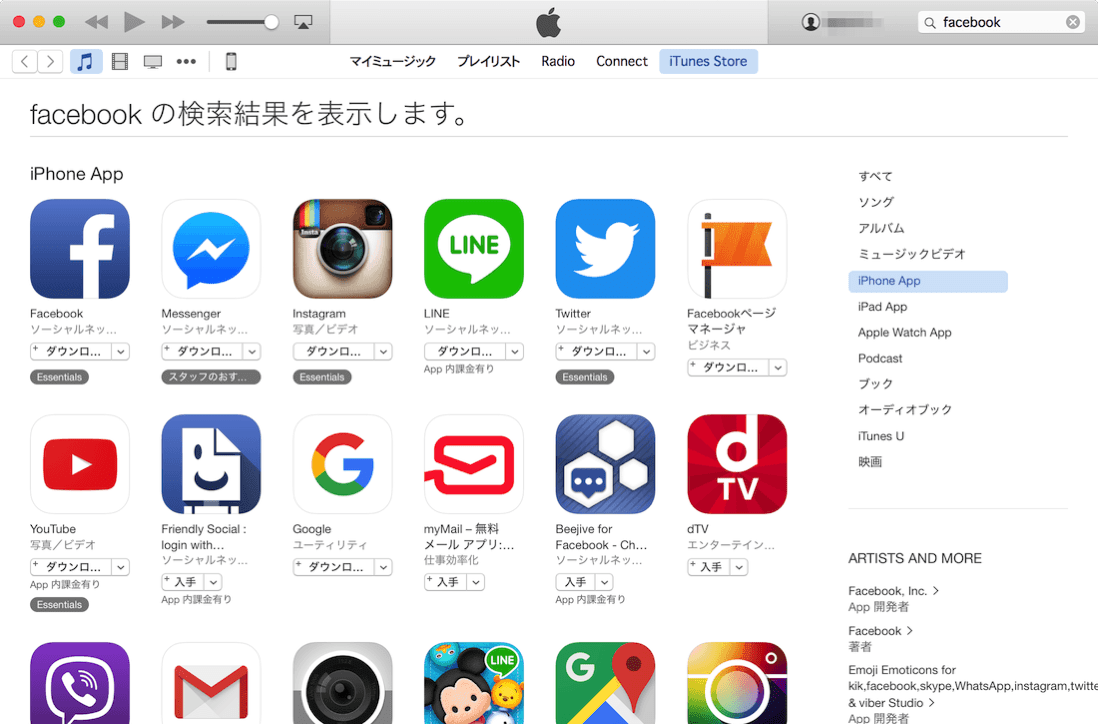 facebook
マイミュージック プレイリスト Radio Connect iTunes Store
facebook の検索結果を表示します。
iPhone App
Facebook
ソーシャルネッ...
+ ダウンロ...
Essentials
Messenger
ソーシャルネッ...
+ ダウンロ...
スタッフのおす...
Insta
Instagram
写真／ビデオ
ダウンロ...
Essentials
LINE
LINE
ソーシャルネッ...
ダウンロ...
App 内課金有り
Twitter
ソーシャルネッ...
+ ダウンロ...
Essentials
Facebookページ
マネージャ
ビジネス
+ ダウンロ...
YouTube
写真／ビデオ
+ ダウンロ...
App 内課金有り
Essentials
Friendly Social :
login with...
ソーシャルネッ...
+ 入手
App 内課金有り
Google
ユーティリティ
+ ダウンロ...
myMail – 無料
メール アプリ:...
仕事効率化
+ 入手
Beejive for
Facebook - Ch...
ソーシャルネッ...
入手
App 内課金有り
d
TV
dTV
エンターテイン...
+ 入手
LINE
G
すべて
ソング
アルバム
ミュージックビデオ
iPhone App
iPad App
Apple Watch App
Podcast
ブック
オーディオブック
iTunes U
映画
ARTISTS AND MORE
Facebook, Inc. >
App 開発者
Facebook >
著者
Emoji Emoticons for
kik,facebook,skype,WhatsApp,instagram,twitte
& viber Studio >
App 開発者